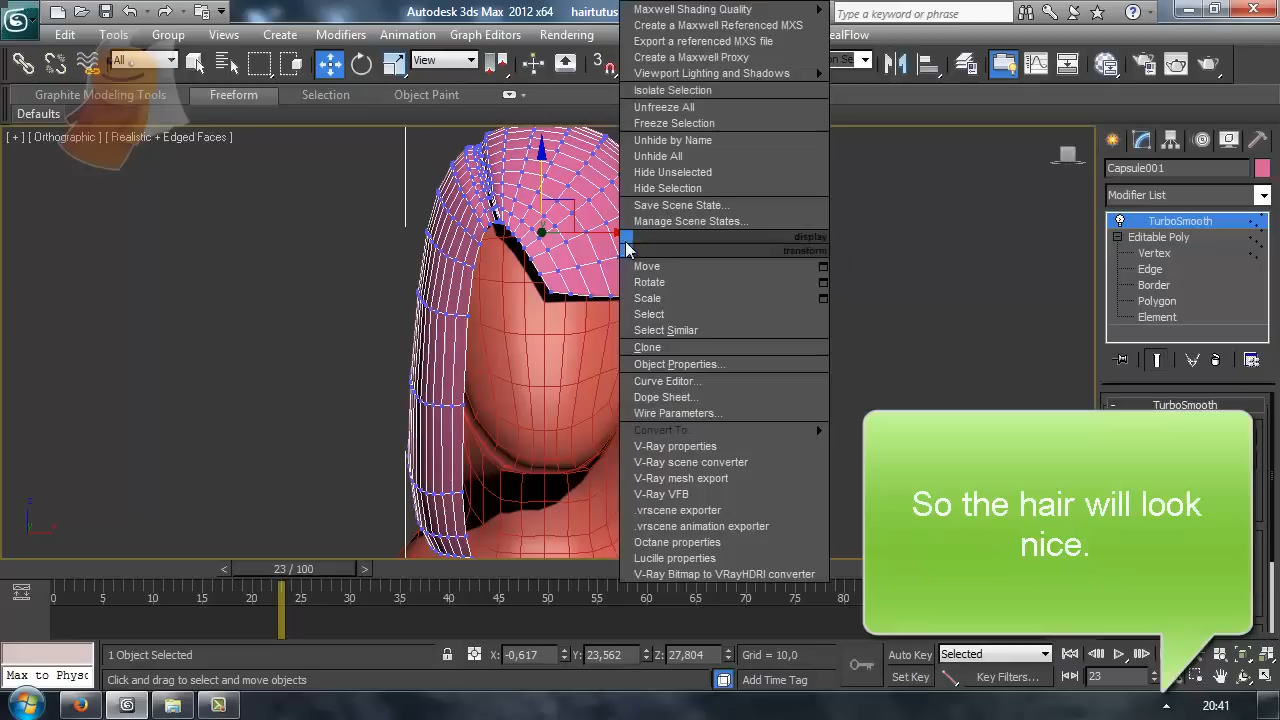 Autodesk 3ds Max 2012 x64
hairtutus
Type a keyword or phrase
Edit Tools Group Views Create Modifiers Animation Graph Editors Rendering
alFlow
All
View
on Se
Graphite Modeling Tools Freeform Selection Object Paint
Defaults
[ + ] [ Orthographic ] [ Realistic + Edged Faces ]
Maxwell Shading Quality
Create a Maxwell Referenced MXS
Export a referenced MXS file
Create a Maxwell Proxy
Viewport Lighting and Shadows
Isolate Selection
Unfreeze All
Freeze Selection
Unhide by Name
Unhide All
Hide Unselected
Hide Selection
Save Scene State...
Manage Scene States...
display
transform
Move
Rotate
Scale
Select
Select Similar
Clone
Object Properties...
Curve Editor...
Dope Sheet...
Wire Parameters...
Convert To:
V-Ray properties
V-Ray scene converter
V-Ray mesh export
V-Ray VFB
.vrscene exporter
.vrscene animation exporter
Octane properties
Lucille properties
V-Ray Bitmap to VRayHDRI converter
Capsule001
Modifier List
TurboSmooth
Editable Poly
Vertex
Edge
Border
Polygon
Element
TurboSmooth
So the hair will look
nice.
< 23 / 100 >
0 5 10 15 20 25 30 35 40 45 50 55 60 65 70 75 80
1 Object Selected
X: -0,617 Y: 23,562 Z: 27,804 Grid = 10,0
Auto Key Selected
Max to Physc
Click and drag to select and move objects
Add Time Tag
Set Key Key Filters...
23
20:41